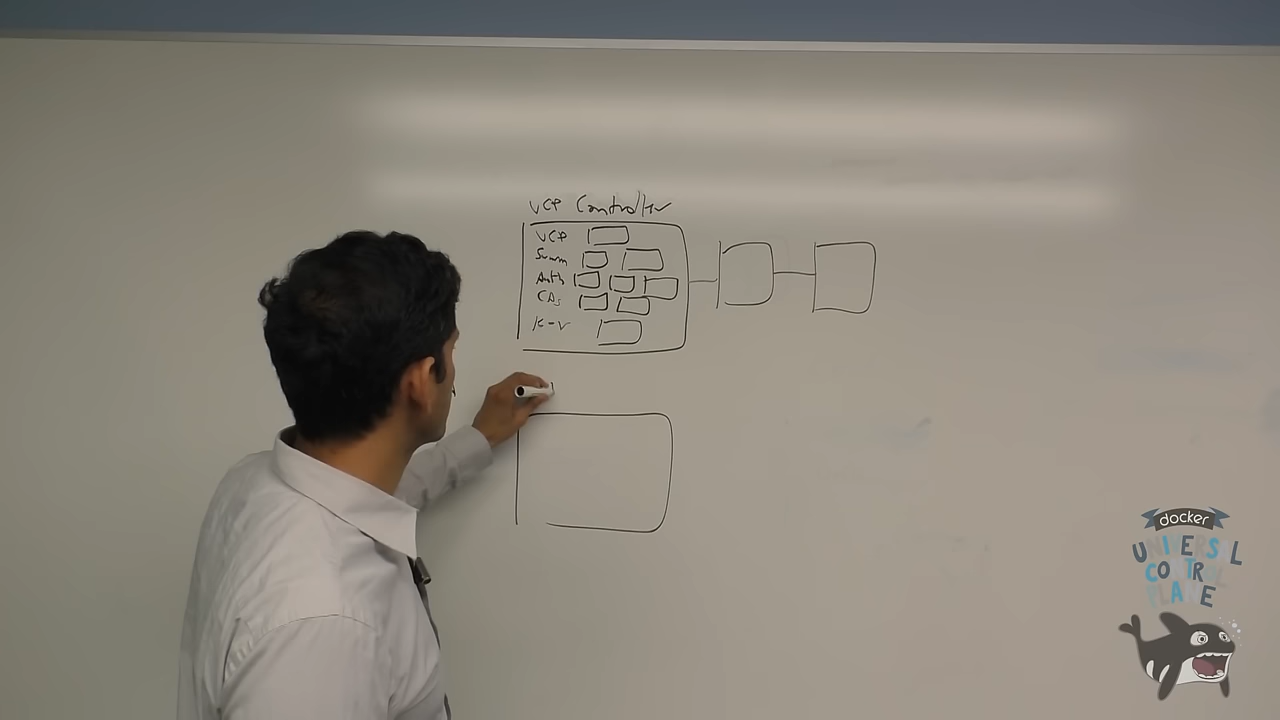 UCP Controller
UCP
Swarm
Auth
CAs
K-V
docker
UNIVERSAL
CONTROL
PLANE